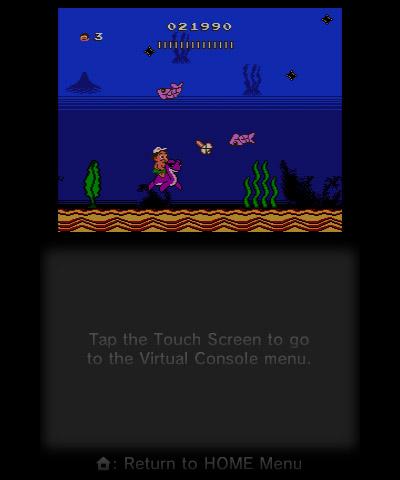 021990
3
Tap the Touch Screen to go
to the Virtual Console menu.
: Return to HOME Menu